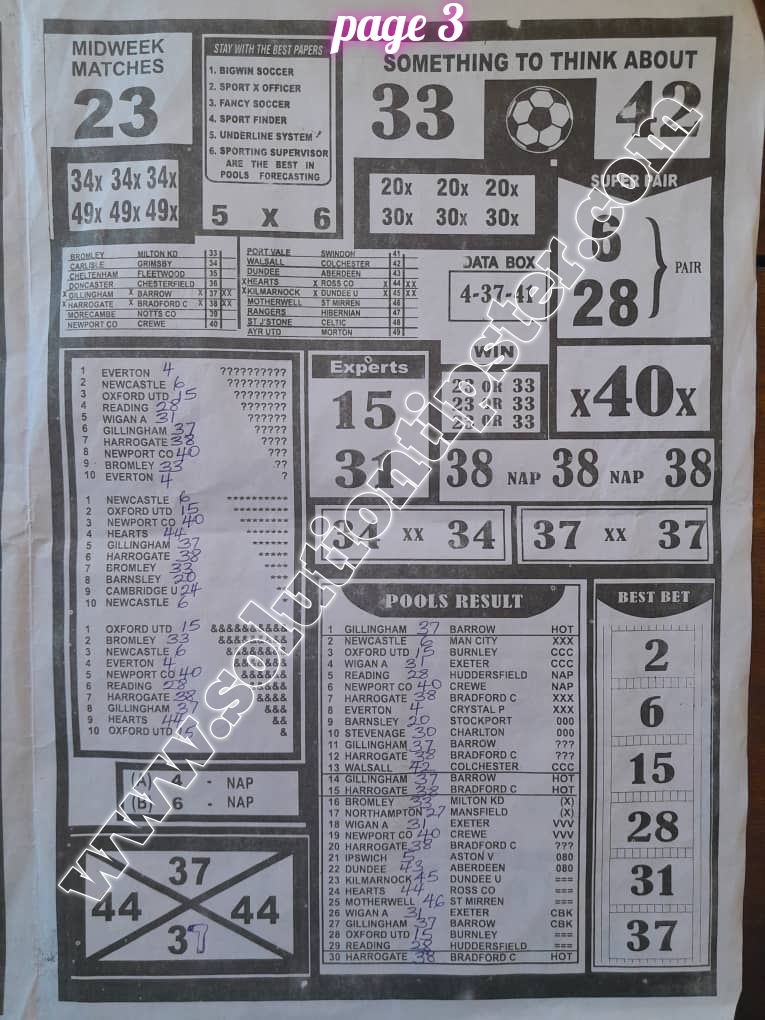 page 3
MIDWEEK
MATCHES
23
STAY WITH THE BEST PAPERS
1. BIGWIN SOCCER
2. SPORT X OFFICER
3. FANCY SOCCER
4. SPORT FINDER
5. UNDERLINE SYSTEM
6. SPORTING SUPERVISOR
ARE THE BEST IN
POOLS FORECASTING
5 X 6
SOMETHING TO THINK ABOUT
33 42
34x 34x 34x
49x 49x 49x
20x 20x 20x
30x 30x 30x
SUPER PAIR
6
28
PAIR
BROMLEY MILTON KD 33
CARLISLE GRIMSBY 34
CHELTENHAM FLEETWOOD 35
DONCASTER CHESTERFIELD 36
X GILLINGHAM X BARROW X 37 XX
X HARROGATE X BRADFORD C X 38 XX
MORECAMBE NOTTS CO 39
NEWPORT CO CREWE 40
PORT VALE SWINDON 41
WALSALL COLCHESTER 42
DUNDEE ABERDEEN 43
X HEARTS X ROSS CO X 44 XX
X KILMARNOCK X DUNDEE U X 45 XX
MOTHERWELL ST MIRREN 46
RANGERS HIBERNIAN 47
ST J'STONE CELTIC 48
AYR UTD MORTON 49
DATA BOX
4-37-41
WIN
23 OR 33
23 OR 33
23 OR 33
x40x
Experts
15
31
38 NAP 38 NAP 38
34 xx 34
37 xx 37
1 EVERTON 4 ??????????
2 NEWCASTLE 6 ?????????
3 OXFORD UTD 15 ????????
4 READING 28 ???????
5 WIGAN A 31 ??????
6 GILLINGHAM 37 ?????
7 HARROGATE 38 ????
8 NEWPORT CO 40 ???
9 BROMLEY 33 ??
10 EVERTON 4 ?
1 NEWCASTLE 6 **********
2 OXFORD UTD 15 *********
3 NEWPORT CO 40 ********
4 HEARTS 44 *******
5 GILLINGHAM 37 ******
6 HARROGATE 38 *****
7 BROMLEY 33 ****
8 BARNSLEY 20 ***
9 CAMBRIDGE U 24 **
10 NEWCASTLE 6 *
1 OXFORD UTD 15 &&&&&&&&&&
2 BROMLEY 33 &&&&&&&&&
3 NEWCASTLE 6 &&&&&&&&
4 EVERTON 4 &&&&&&&
5 NEWPORT CO 40 &&&&&&
6 READING 28 &&&&&
7 HARROGATE 38 &&&&
8 GILLINGHAM 37 &&&
9 HEARTS 44 &&
10 OXFORD UTD 15 &
(A) 4 - NAP
(B) 6 - NAP
37
44 44
37
POOLS RESULT
1 GILLINGHAM 37 BARROW HOT
2 NEWCASTLE 6 MAN CITY XXX
3 OXFORD UTD 15 BURNLEY CCC
4 WIGAN A 31 EXETER CCC
5 READING 28 HUDDERSFIELD NAP
6 NEWPORT CO 40 CREWE NAP
7 HARROGATE 38 BRADFORD C XXX
8 EVERTON 4 CRYSTAL P XXX
9 BARNSLEY 20 STOCKPORT 000
10 STEVENAGE 30 CHARLTON 000
11 GILLINGHAM 37 BARROW ???
12 HARROGATE 38 BRADFORD C ???
13 WALSALL 42 COLCHESTER CCC
14 GILLINGHAM 37 BARROW HOT
15 HARROGATE 38 BRADFORD C HOT
16 BROMLEY 33 MILTON KD (X)
17 NORTHAMPTON 27 MANSFIELD (X)
18 WIGAN A 31 EXETER VVV
19 NEWPORT CO 40 CREWE VVV
20 HARROGATE 38 BRADFORD C ???
21 IPSWICH 5 ASTON V 080
22 DUNDEE 43 ABERDEEN 080
23 KILMARNOCK 45 DUNDEE U ===
24 HEARTS 44 ROSS CO ===
25 MOTHERWELL 46 ST MIRREN ===
26 WIGAN A 31 EXETER CBK
27 GILLINGHAM 37 BARROW CBK
28 OXFORD UTD 15 BURNLEY ===
29 READING 28 HUDDERSFIELD ===
30 HARROGATE 38 BRADFORD C HOT
BEST BET
2
6
15
28
31
37
www.solutiontipster.com